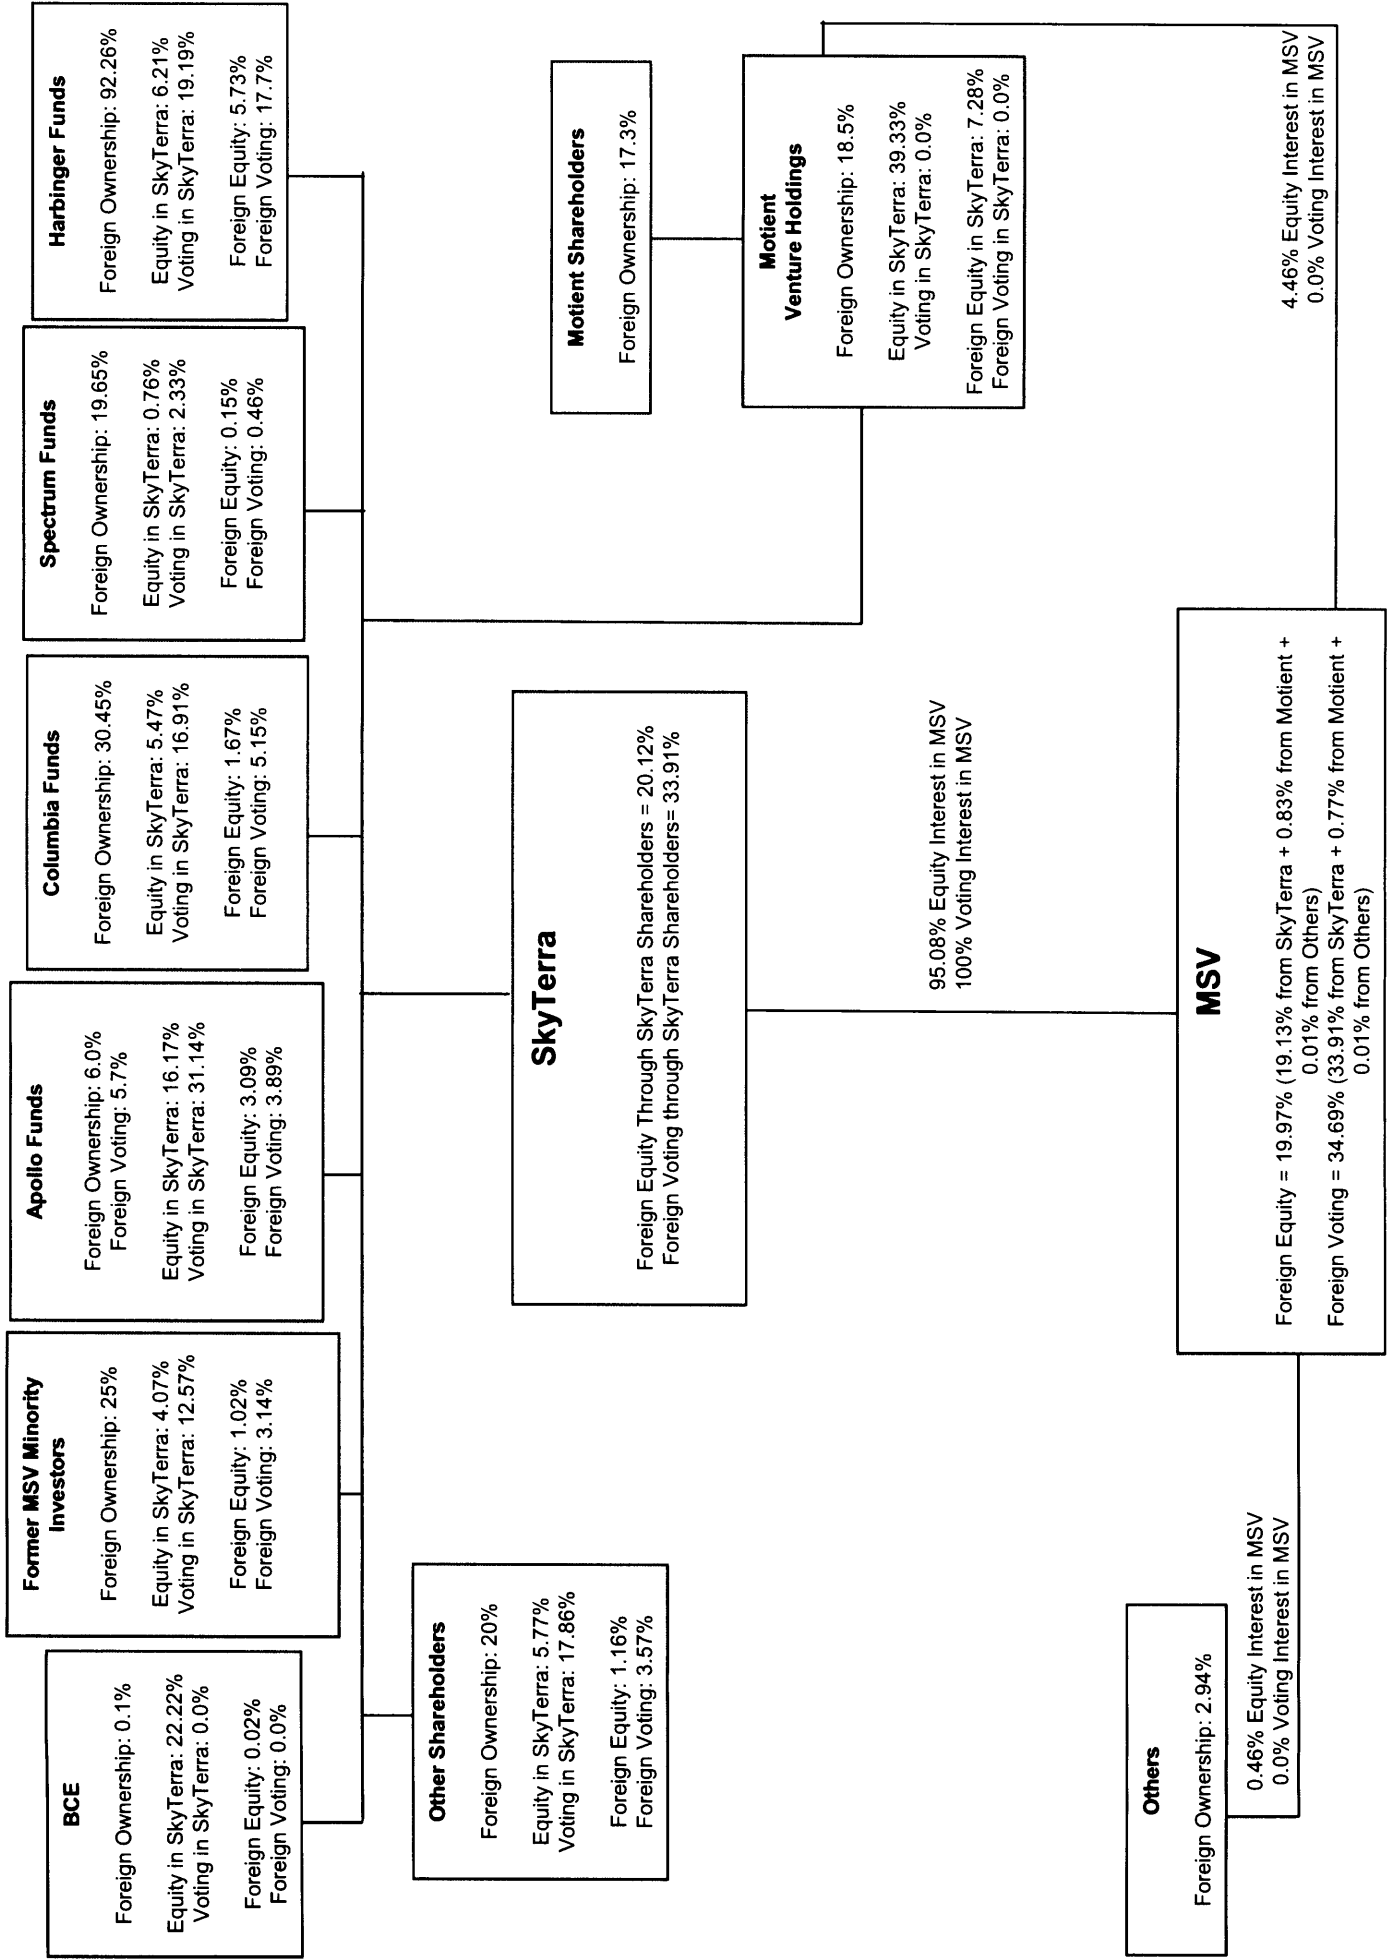 BCE
Foreign Ownership: 0.1%
Equity in SkyTerra: 22.22%
Voting in SkyTerra: 0.0%
Foreign Equity: 0.02%
Foreign Voting: 0.0%
Former MSV Minority
Investors
Foreign Ownership: 25%
Equity in SkyTerra: 4.07%
Voting in SkyTerra: 12.57%
Foreign Equity: 1.02%
Foreign Voting: 3.14%
Apollo Funds
Foreign Ownership: 6.0%
Foreign Voting: 5.7%
Equity in SkyTerra: 16.17%
Voting in SkyTerra: 31.14%
Foreign Equity: 3.09%
Foreign Voting: 3.89%
Columbia Funds
Foreign Ownership: 30.45%
Equity in SkyTerra: 5.47%
Voting in SkyTerra: 16.91%
Foreign Equity: 1.67%
Foreign Voting: 5.15%
Spectrum Funds
Foreign Ownership: 19.65%
Equity in SkyTerra: 0.76%
Voting in SkyTerra: 2.33%
Foreign Equity: 0.15%
Foreign Voting: 0.46%
Harbinger Funds
Foreign Ownership: 92.26%
Equity in SkyTerra: 6.21%
Voting in SkyTerra: 19.19%
Foreign Equity: 5.73%
Foreign Voting: 17.7%
Other Shareholders
Foreign Ownership: 20%
Equity in SkyTerra: 5.77%
Voting in SkyTerra: 17.86%
Foreign Equity: 1.16%
Foreign Voting: 3.57%
SkyTerra
Foreign Equity Through SkyTerra Shareholders = 20.12%
Foreign Voting through SkyTerra Shareholders= 33.91%
Motient Shareholders
Foreign Ownership: 17.3%
Motient
Venture Holdings
Foreign Ownership: 18.5%
Equity in SkyTerra: 39.33%
Voting in SkyTerra: 0.0%
Foreign Equity in SkyTerra: 7.28%
Foreign Voting in SkyTerra: 0.0%
95.08% Equity Interest in MSV
100% Voting Interest in MSV
4.46% Equity Interest in MSV
0.0% Voting Interest in MSV
Others
Foreign Ownership: 2.94%
0.46% Equity Interest in MSV
0.0% Voting Interest in MSV
MSV
Foreign Equity = 19.97% (19.13% from SkyTerra + 0.83% from Motient +
0.01% from Others)
Foreign Voting = 34.69% (33.91% from SkyTerra + 0.77% from Motient +
0.01% from Others)